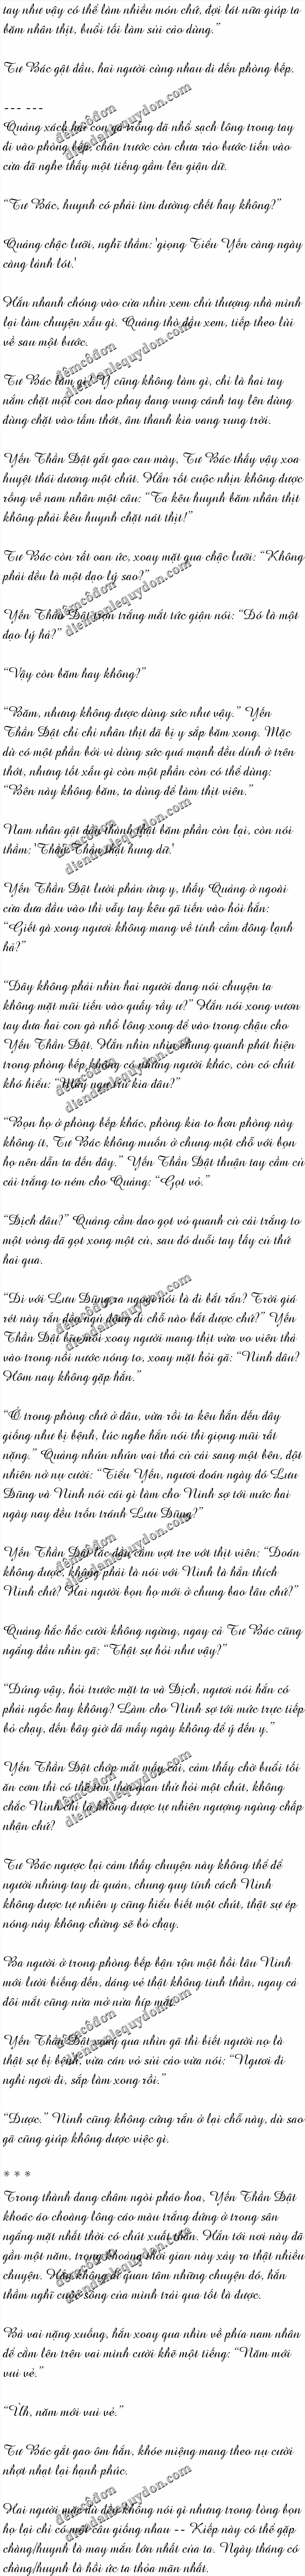 tay như vậy có thể làm nhiều món chứ, đợi lát nữa giúp ta
băm nhân thịt, buổi tối làm sủi cảo dùng.”
Tư Bác gật đầu, hai người cùng nhau đi đến phòng bếp.
--- ---
Quảng xách hai con gà trống đã nhổ sạch lông trong tay
đi vào phòng bếp, chân trước còn chưa rảo bước tiến vào
cửa đã nghe thấy một tiếng gầm lên giận dữ.
“Tư Bác, huynh có phải tìm đường chết hay không?”
Quảng chậc lưỡi, nghĩ thầm: 'giọng Tiểu Yến càng ngày
càng lảnh lót.'
Hắn nhanh chóng vào cửa nhìn xem chủ thượng nhà mình
lại làm chuyện xấu gì. Quảng thò đầu xem, tiếp theo lùi
về sau một bước.
Tư Bác làm gì? Y cũng không làm gì, chỉ là hai tay
nắm chặt một con dao phay đang vung cánh tay lên dùng
dùng chặt vào tấm thớt, âm thanh kia vang rung trời.
Yến Thần Dật gắt gao cau mày, Tư Bác thấy vậy xoa
huyệt thái dương một chút. Hắn rốt cuộc nhịn không được
rống về nam nhân một câu: “Ta kêu huynh băm nhân thịt
không phải kêu huynh chặt nát thịt!”
Tư Bác còn rất oan ức, xoay mặt qua chậc lưỡi: “Không
phải đều là một đạo lý sao?”
Yến Thần Dật trợn trắng mắt tức giận nói: “Đó là một
đạo lý hả?”
“Vậy còn băm hay không?”
“Băm, nhưng không được dùng sức như vậy.” Yến
Thần Dật chỉ chỉ nhân thịt đã bị y sắp băm xong. Mặc
dù có một phần bởi vì dùng sức quá mạnh đều dính ở trên
thớt, nhưng tốt xấu gì còn một phần còn có thể dùng:
“Bên này không băm, ta dùng để làm thịt viên.”
Nam nhân gật đầu thành thật băm phần còn lại, còn nói
thầm: 'Thần Thần thật hung dữ.'
Yến Thần Dật lười phản ứng y, thấy Quảng ở ngoài
cửa đưa đầu vào thì vẫy tay kêu gã tiến vào hỏi hắn:
“Giết gà xong ngươi không mang về tính cầm đông lạnh
hả?”
“Đây không phải nhìn hai người đang nói chuyện ta
không mặt mũi tiến vào quấy rầy ư?” Hắn nói xong vươn
tay đưa hai con gà nhổ lông xong để vào trong chậu cho
Yến Thần Dật. Hắn nhìn nhìn chung quanh phát hiện
trong phòng bếp không có những người khác, còn có chút
khó hiểu: “Mấy người kia đâu?”
“Bọn họ ở phòng bếp khác, phòng kia to hơn phòng này
không ít, Tư Bác không muốn ở chung một chỗ với bọn
họ nên dẫn ta đến đây.” Yến Thần Dật thuận tay cầm củ
cải trắng to ném cho Quảng: “Gọt vỏ.”
“Dịch đâu?” Quảng cầm dao gọt vỏ quanh củ cải trắng to
một vòng đã gọt xong một củ, sau đó duỗi tay lấy củ thứ
hai qua.
“Đi với Lưu Dũng ra ngoài nói là đi bắt rắn? Trời giá
rét này rắn đều ngủ đông đi chỗ nào bắt được chứ?” Yến
Thần Dật bĩu môi xoay người mang thịt vừa vo viên thả
vào trong nồi nước nóng to, xoay mặt hỏi gã: “Ninh đâu?
Hôm nay không gặp hắn.”
“Ở trong phòng chứ ở đâu, vừa rồi ta kêu hắn đến đây
giống như bị bệnh, lúc nghe hắn nói thì giọng mũi rất
nặng.” Quảng nhún nhún vai thả củ cải sang một bên, đột
nhiên nở nụ cười: “Tiểu Yến, ngươi đoán ngày đó Lưu
Dũng và Ninh nói cái gì làm cho Ninh sợ tới mức hai
ngày nay đều trốn tránh Lưu Dũng?”
Yến Thần Dật lắc đầu cầm vợt tre vớt thịt viên: “Đoán
không được, không phải là nói với Ninh là hắn thích
Ninh chứ? Hai người bọn họ mới ở chung bao lâu chứ?”
Quảng hắc hắc cười không ngừng, ngay cả Tư Bác cũng
ngẩng đầu nhìn gã: “Thật sự hỏi như vậy?”
“Đúng vậy, hỏi trước mặt ta và Dịch, ngươi nói hắn có
phải ngốc hay không? Làm cho Ninh sợ tới mức trực tiếp
bỏ chạy, đến bây giờ đã mấy ngày không để ý đến y.”
Yến Thần Dật chớp mắt mấy cái, cảm thấy chờ buổi tối
ăn cơm thì có thể tìm thời gian thử hỏi một chút, không
chắc Ninh chỉ là không được tự nhiên ngượng ngùng chấp
nhận chứ?
Tư Bác ngược lại cảm thấy chuyện này không thể để
người nhúng tay đi quản, chung quy tính cách Ninh
không được tự nhiên y cũng hiểu biết một chút, thật sự ép
nóng nảy không chừng sẽ bỏ chạy.
Ba người ở trong phòng bếp bận rộn một hồi lâu Ninh
mới lười biếng đến, dáng vẻ thật không tinh thần, ngay cả
đôi mắt cũng nửa mở nửa híp mắt.
Yến Thần Dật xoay qua nhìn gã thì biết người nọ là
thật sự bị bệnh, vừa cán vỏ sủi cảo vừa nói: “Ngươi đi
nghỉ ngơi đi, sắp làm xong rồi.”
“Được.” Ninh cũng không cứng rắn ở lại chỗ này, dù sao
gã cũng giúp không được việc gì.
* * *
Trong thành đang châm ngòi pháo hoa, Yến Thần Dật
khoác áo choàng lông cáo màu trắng đứng ở trong sân
ngẩng mặt nhất thời có chút xuất thần. Hắn tới nơi này đã
gần một năm, trong khoảng thời gian này xảy ra thật nhiều
chuyện. Hắn không đi quan tâm những chuyện đó, hắn
thầm nghĩ cuộc sống của mình trải qua tốt là được.
Bả vai nặng xuống, hắn xoay qua nhìn về phía nam nhân
để cằm lên trên vai mình cười khẽ một tiếng: “Năm mới
vui vẻ.”
“Ừh, năm mới vui vẻ.”
Tư Bác gắt gao ôm hắn, khóe miệng mang theo nụ cười
nhợt nhạt lại hạnh phúc.
Hai người mặc dù đều không nói gì nhưng trong lòng bọn
họ lại chỉ có một câu giống nhau -- Kiếp này có thể gặp
chàng/huynh là may mắn lớn nhất của ta. Ngày tháng có
chàng/huynh là hồi ức ta thỏa mãn nhất.